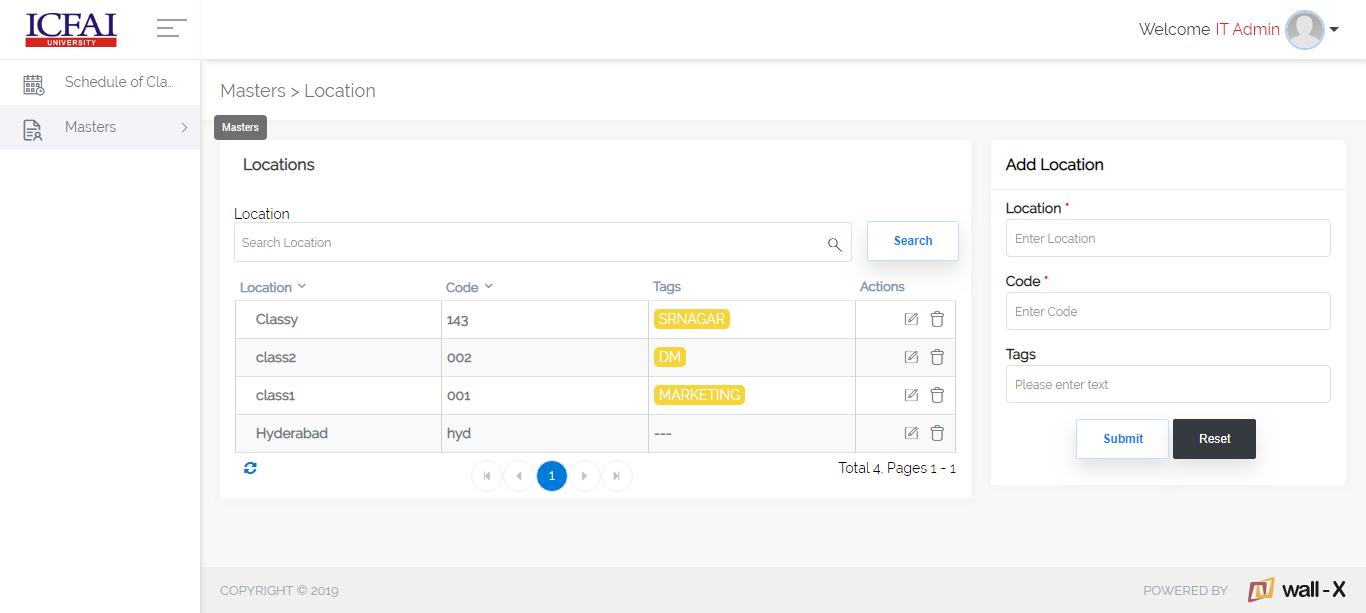 ICFAI
UNIVERSITY
Welcome IT Admin
Schedule of Cla...
Masters
Masters > Location
Masters
Locations
Location
Search Location
Search
Location Code Tags Actions
Classy 143 SRNAGAR
class2 002 DM
class1 001 MARKETING
Hyderabad hyd ---
1
Total 4, Pages 1 - 1
Add Location
Location *
Enter Location
Code *
Enter Code
Tags
Please enter text
Submit Reset
COPYRIGHT © 2019
POWERED BY wall-X